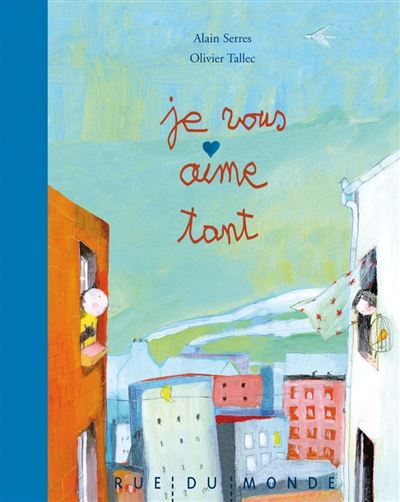 Alain Serres
Olivier Tallec
je vous
aime
tant
RUE DU MONDE